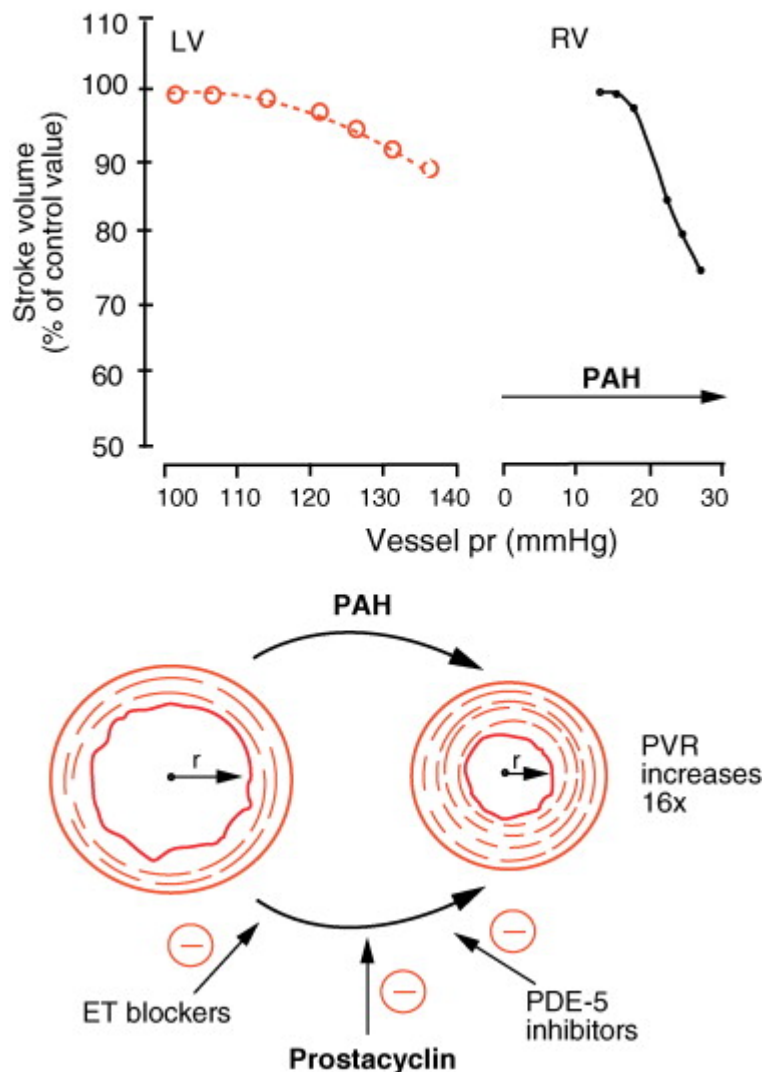 110
LV
RV
100
90
80
70
60
50
Stroke volume
(% of control value)
PAH
100 110 120 130 140 0 10 20 30
Vessel pr (mmHg)
PAH
r
r
PVR
increases
16x
ET blockers
PDE-5
inhibitors
Prostacyclin